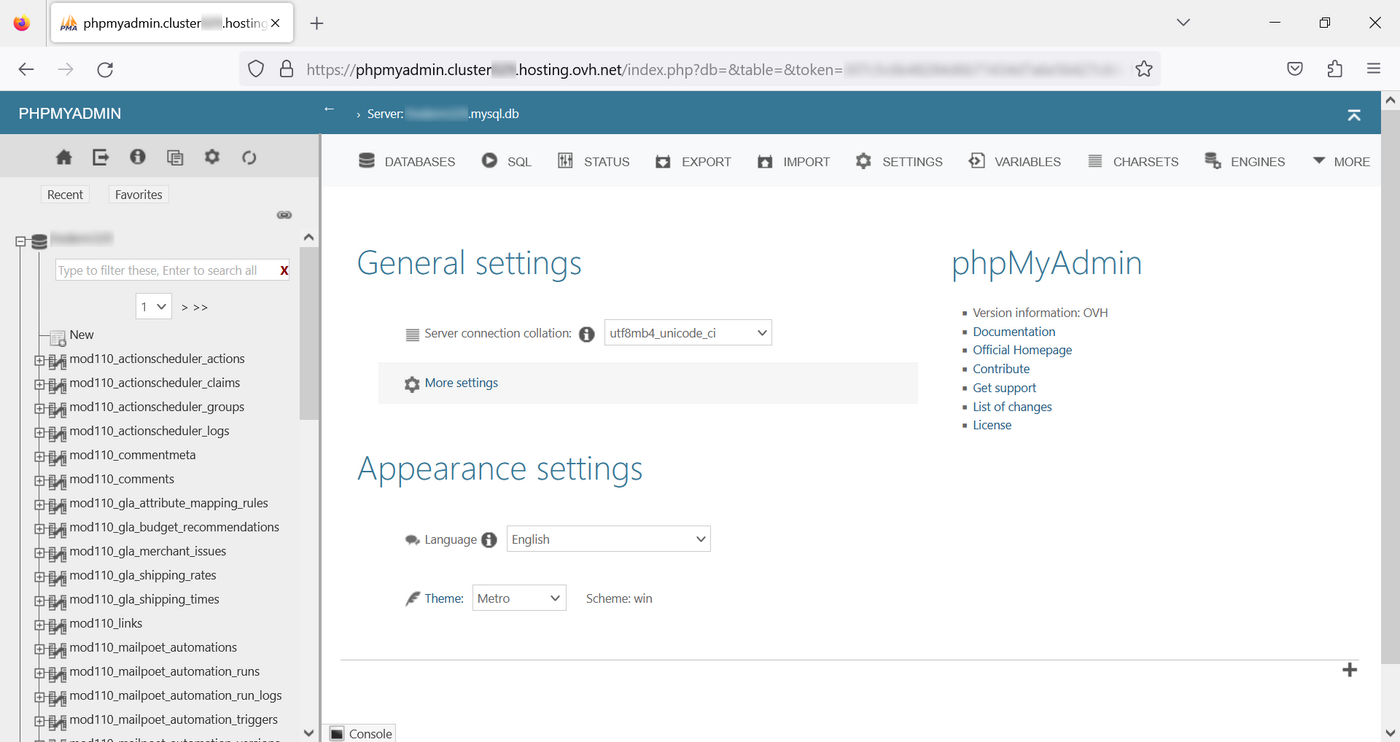 phpmyadmin.cluster .hosting
https://phpmyadmin.cluster .hosting.ovh.net/index.php?db=&table=&token=
PHPMYADMIN
← › Server: .mysql.db
DATABASES SQL STATUS EXPORT IMPORT SETTINGS VARIABLES CHARSETS ENGINES MORE
Recent Favorites
Type to filter these, Enter to search all X
1 > >>
New
mod110_actionscheduler_actions
mod110_actionscheduler_claims
mod110_actionscheduler_groups
mod110_actionscheduler_logs
mod110_commentmeta
mod110_comments
mod110_gla_attribute_mapping_rules
mod110_gla_budget_recommendations
mod110_gla_merchant_issues
mod110_gla_shipping_rates
mod110_gla_shipping_times
mod110_links
mod110_mailpoet_automations
mod110_mailpoet_automation_runs
mod110_mailpoet_automation_run_logs
mod110_mailpoet_automation_triggers
General settings
Server connection collation: utf8mb4_unicode_ci
More settings
Appearance settings
Language English
Theme: Metro Scheme: win
phpMyAdmin
Version information: OVH
Documentation
Official Homepage
Contribute
Get support
List of changes
License
Console